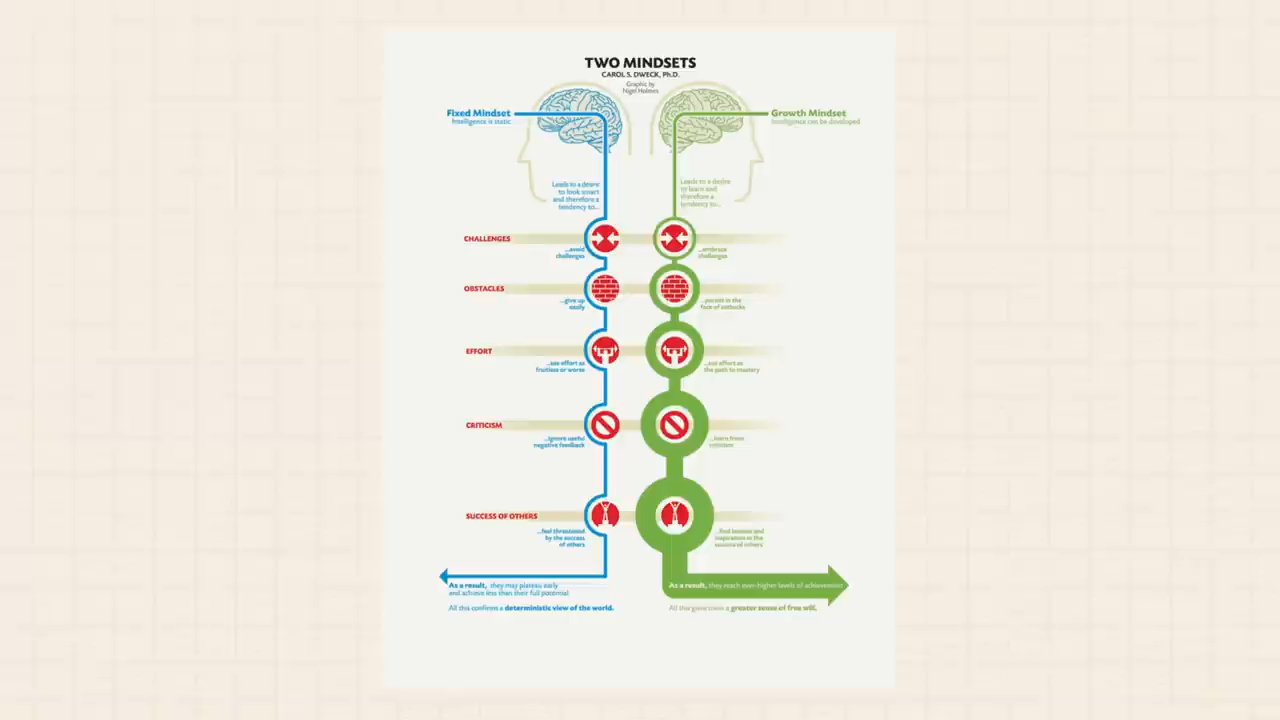 TWO MINDSETS
CAROL S. DWECK, Ph.D.
Graphic by
Nigel Holmes
Fixed Mindset
Intelligence is static
Growth Mindset
Intelligence can be developed
Leads to a desire
to look smart
and therefore a
tendency to...
Leads to a desire
to learn and
therefore a
tendency to...
CHALLENGES
...avoid
challenges
...embrace
challenges
OBSTACLES
...give up
easily
...persist in the
face of setbacks
EFFORT
...see effort as
fruitless or worse
...see effort as
the path to mastery
CRITICISM
...ignore useful
negative feedback
...learn from
criticism
SUCCESS OF OTHERS
...feel threatened
by the success
of others
...find lessons and
inspiration in the
success of others
As a result, they may plateau early
and achieve less than their full potential
All this confirms a deterministic view of the world.
As a result, they reach ever-higher levels of achievement
All this gives them a greater sense of free will.